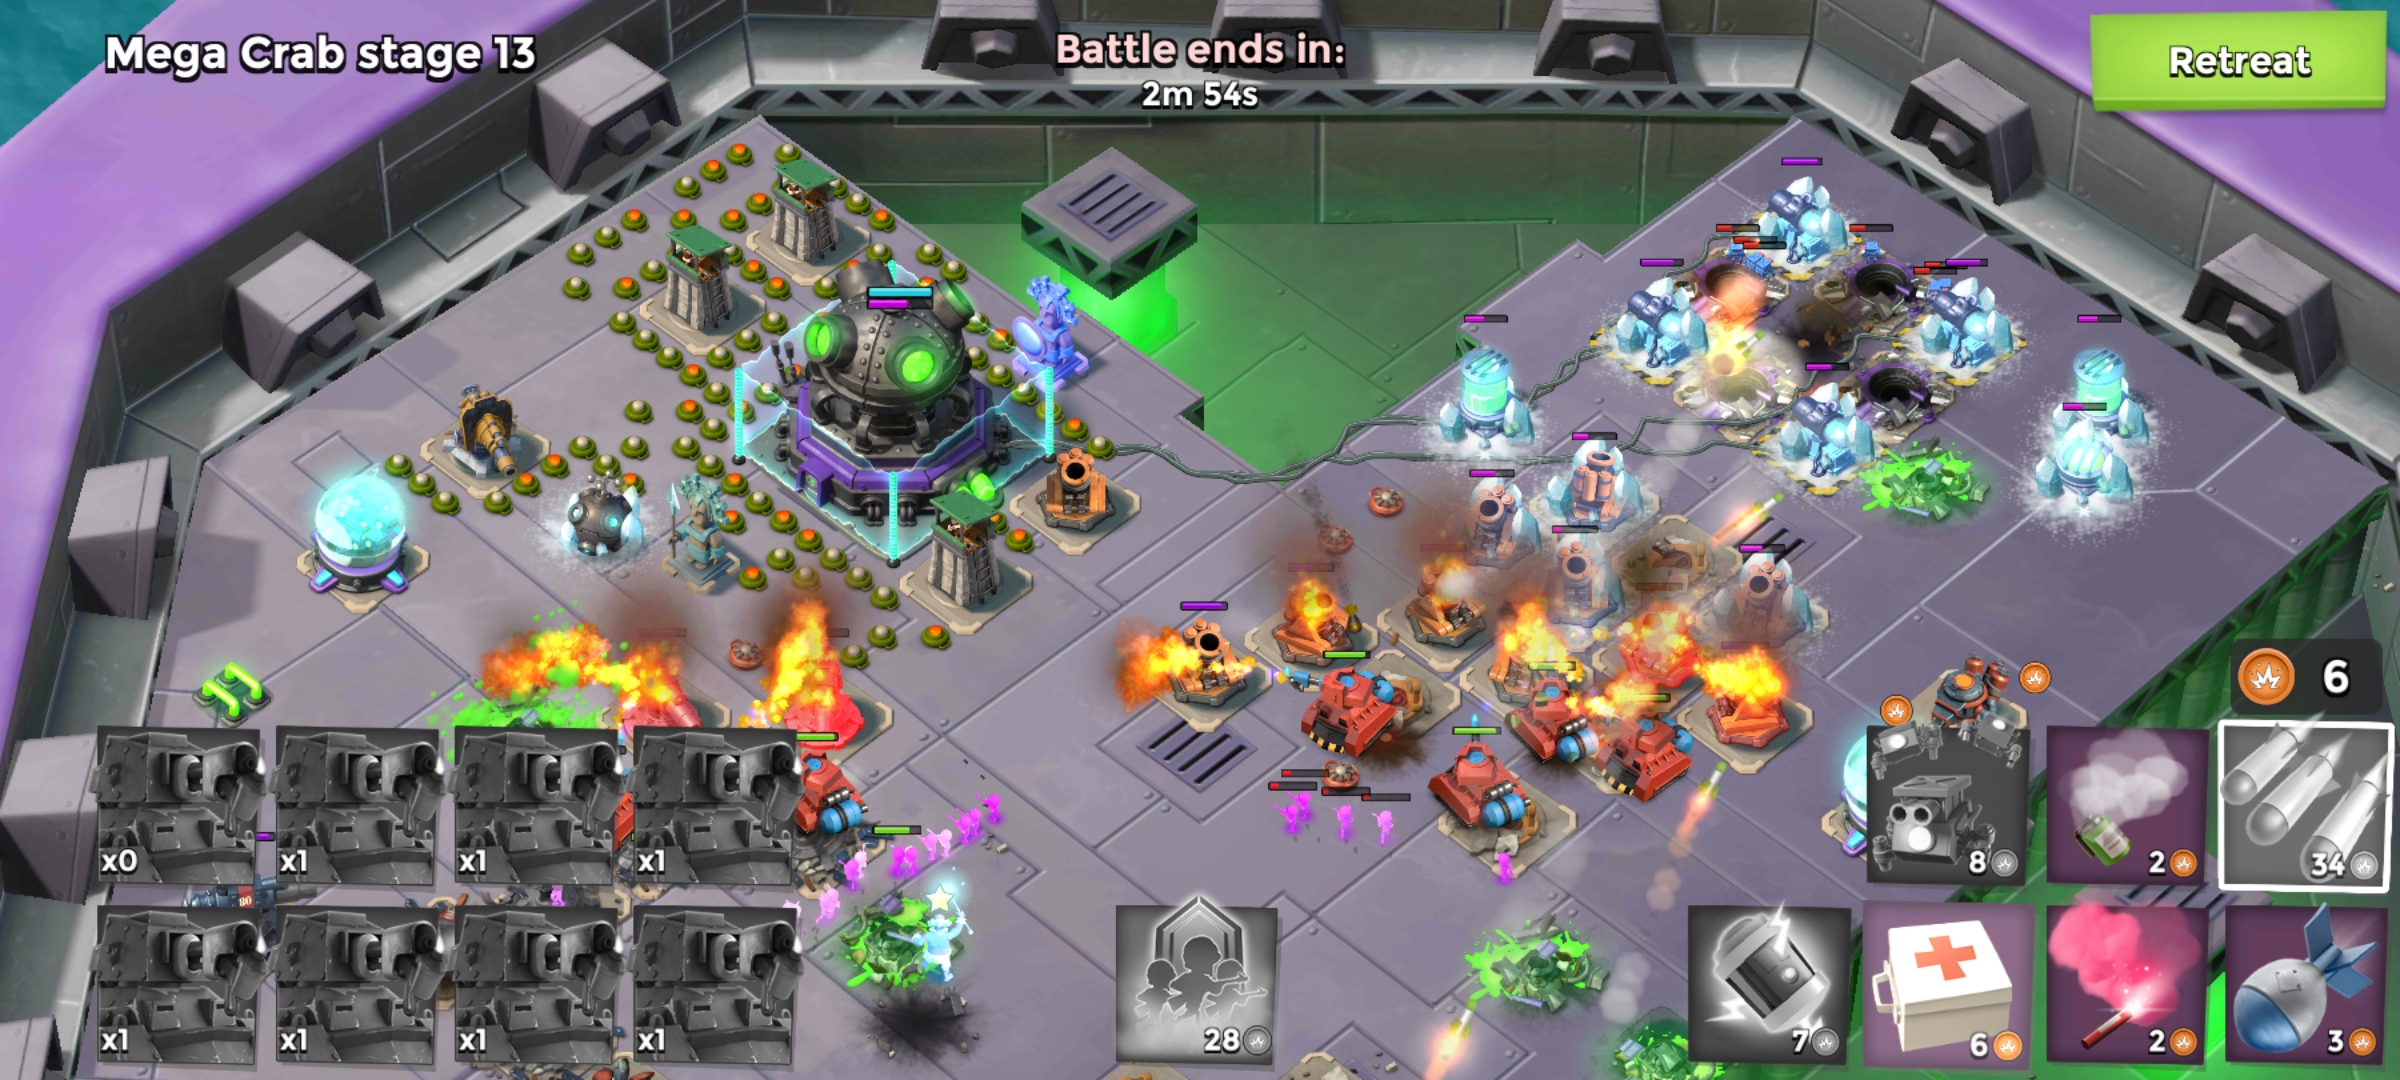 Mega Crab stage 13
Battle ends in:
2m 54s
Retreat
6
x0
x1
x1
x1
8
2
34
x1
x1
x1
x1
28
7
6
2
3